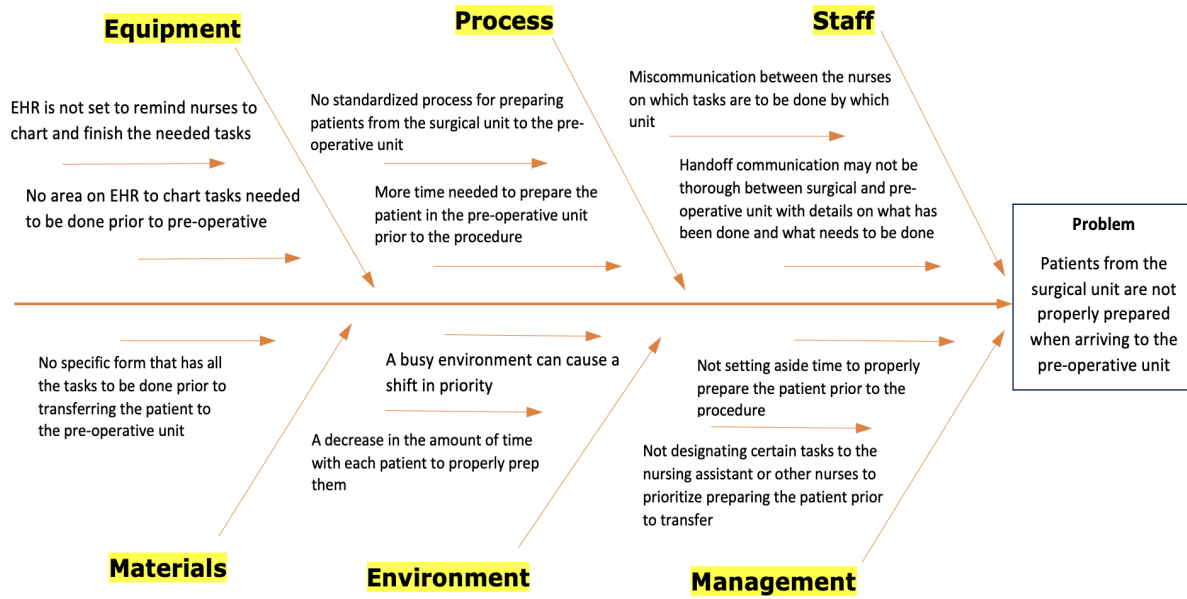 Equipment
Process
Staff
EHR is not set to remind nurses to
chart and finish the needed tasks
No area on EHR to chart tasks needed
to be done prior to pre-operative
No standardized process for preparing
patients from the surgical unit to the pre-
operative unit
More time needed to prepare the
patient in the pre-operative unit
prior to the procedure
Miscommunication between the nurses
on which tasks are to be done by which
unit
Handoff communication may not be
thorough between surgical and pre-
operative unit with details on what has
been done and what needs to be done
Problem
Patients from the
surgical unit are not
properly prepared
when arriving to the
pre-operative unit
No specific form that has all
the tasks to be done prior to
transferring the patient to
the pre-operative unit
A busy environment can cause a
shift in priority
A decrease in the amount of time
with each patient to properly prep
them
Not setting aside time to properly
prepare the patient prior to the
procedure
Not designating certain tasks to the
nursing assistant or other nurses to
prioritize preparing the patient prior
to transfer
Materials
Environment
Management